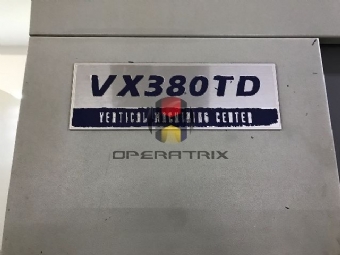 VX380TD
VERTICAL MACHINING CENTER
OPERATRIX